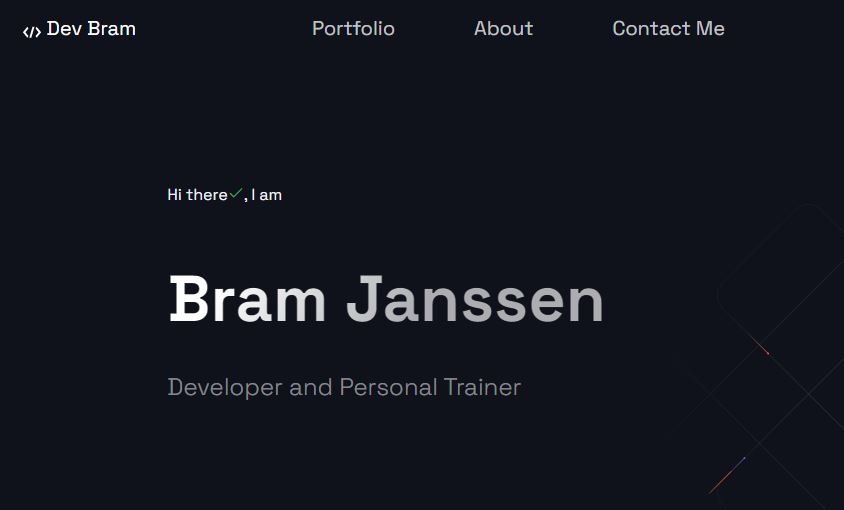 </> Dev Bram
Portfolio
About
Contact Me
Hi there✓, I am
Bram Janssen
Developer and Personal Trainer